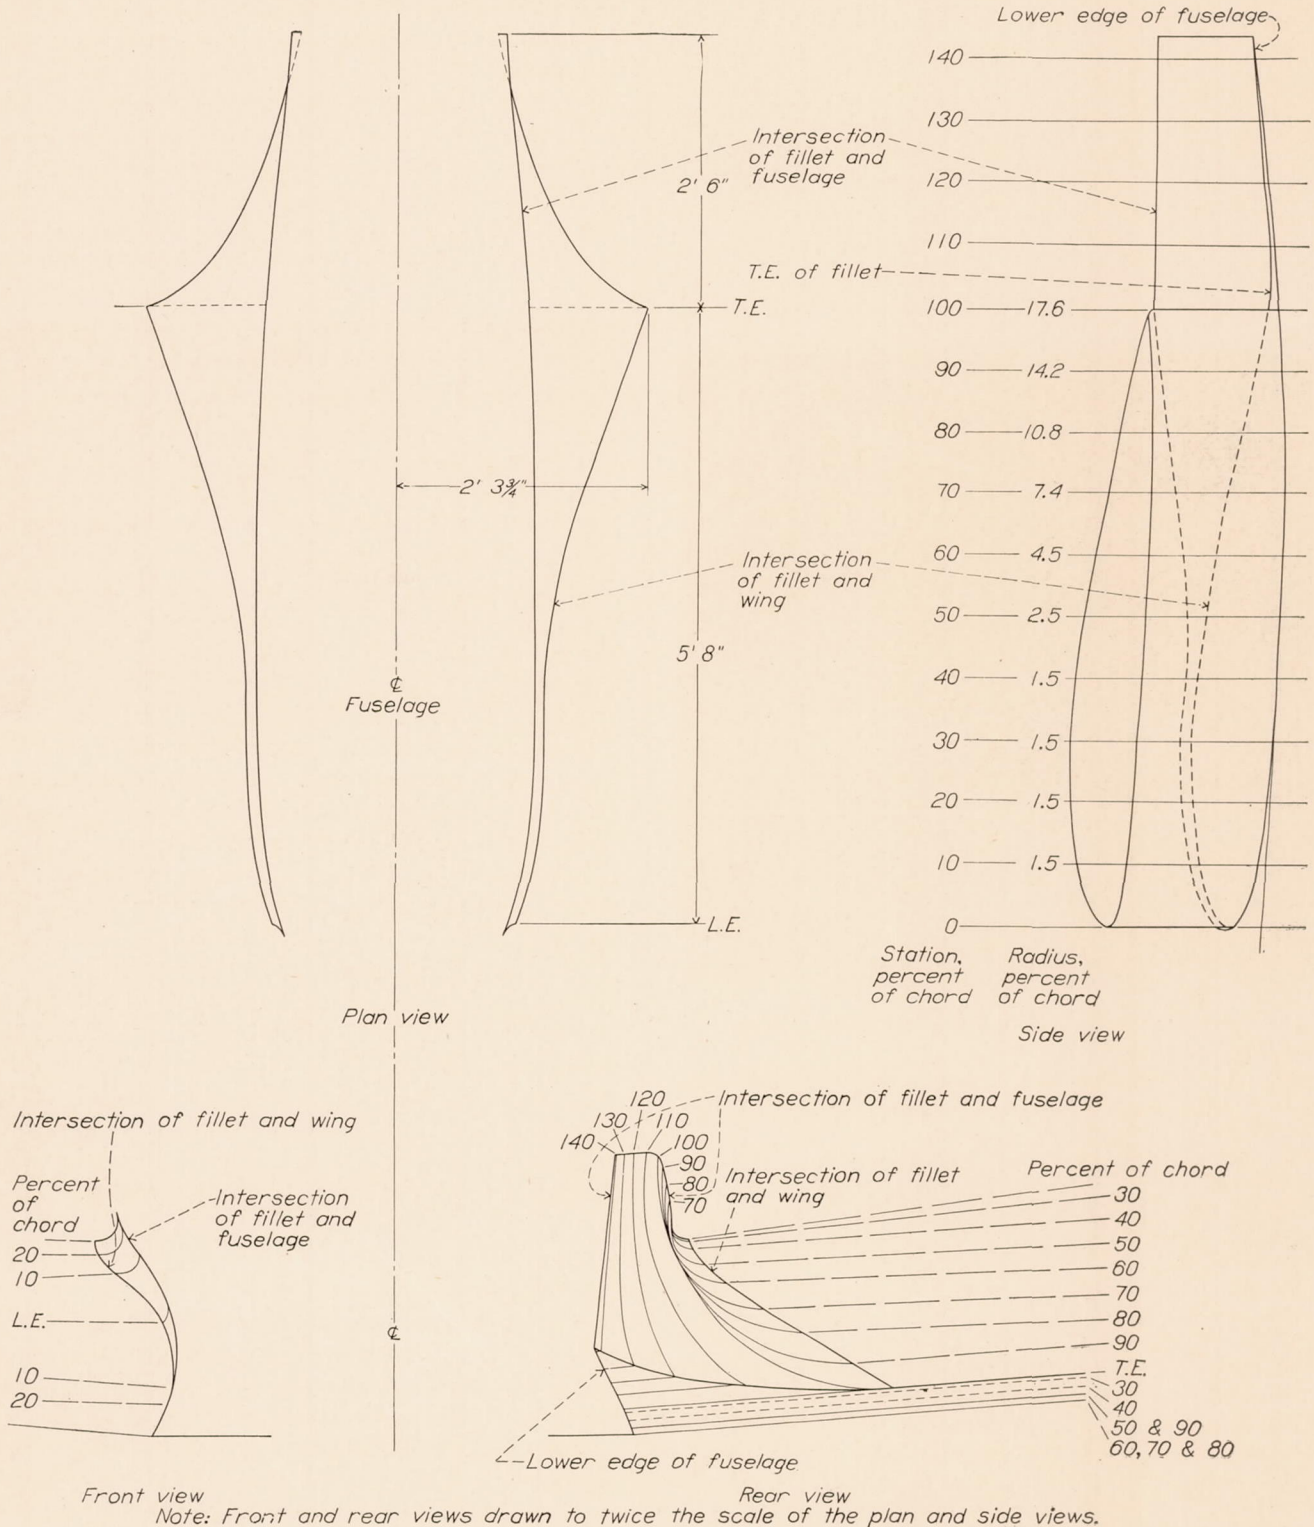 Lower edge of fuselage
140
130
Intersection
of fillet and
fuselage
2' 6"
120
110
T.E. of fillet
T.E.
100 17.6
90 14.2
80 10.8
2' 3¾"
70 7.4
60 4.5
Intersection
of fillet and
wing
50 2.5
5' 8"
40 1.5
℄
Fuselage
30 1.5
20 1.5
10 1.5
L.E.
0
Station,
percent
of chord
Radius,
percent
of chord
Plan view
Side view
Intersection of fillet and wing
Percent
of
chord
Intersection
of fillet and
fuselage
20
10
L.E.
10
20
℄
Front view
120
130 110
140 100
90
80
70
Intersection of fillet and fuselage
Intersection of fillet
and wing
Percent of chord
30
40
50
60
70
80
90
T.E.
30
40
50 & 90
60, 70 & 80
Lower edge of fuselage
Rear view
Note: Front and rear views drawn to twice the scale of the plan and side views.